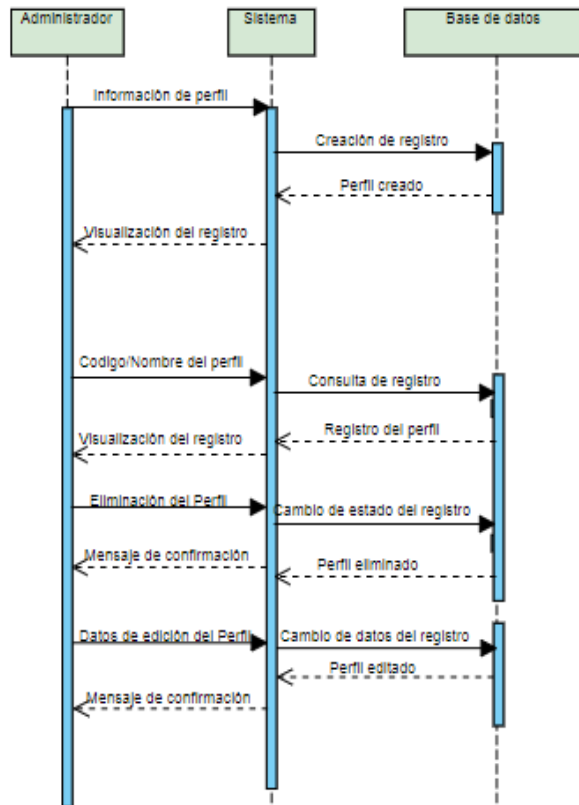 Administrador
Sistema
Base de datos
Información de perfil
Creación de registro
Perfil creado
Visualización del registro
Codigo/Nombre del perfil
Consulta de registro
Registro del perfil
Visualización del registro
Eliminación del Perfil
Cambio de estado del registro
Mensaje de confirmación
Perfil eliminado
Datos de edición del Perfil
Cambio de datos del registro
Perfil editado
Mensaje de confirmación